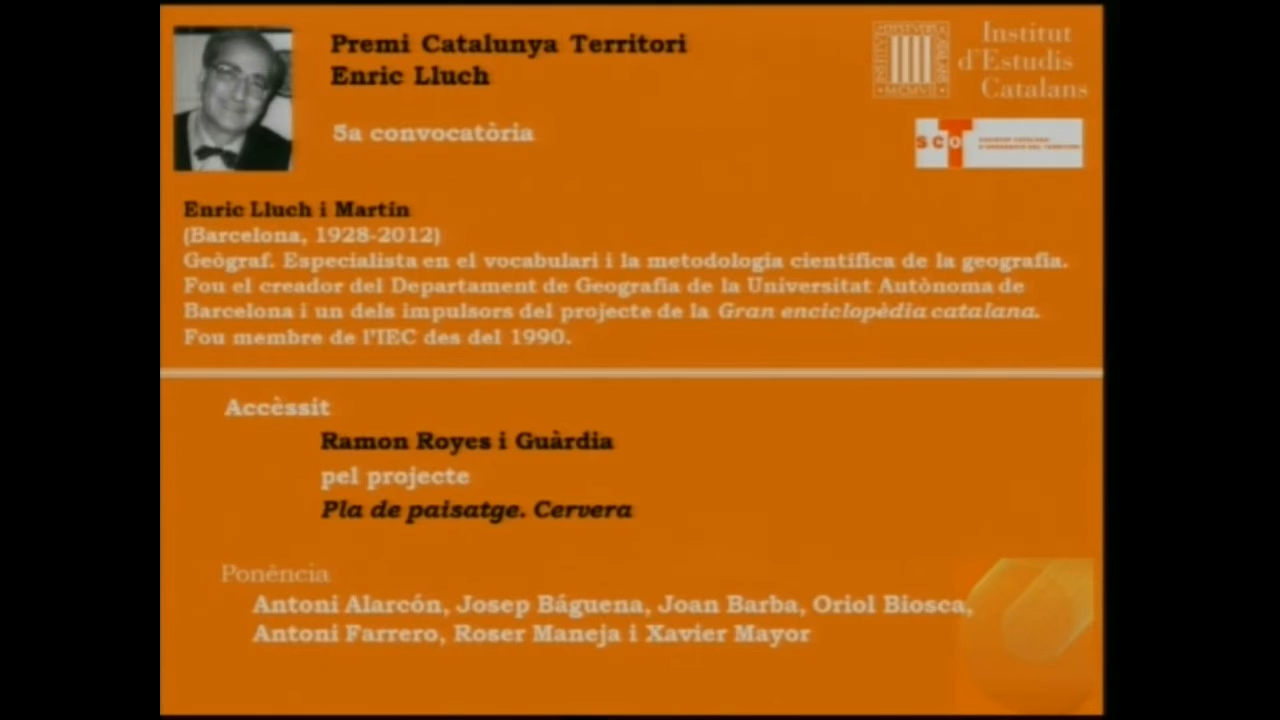 Premi Catalunya Territori
Enric Lluch
5a convocatòria
Institut
d'Estudis
Catalans
MCMVII
SCOT
Enric Lluch i Martín
(Barcelona, 1928-2012)
Geògraf. Especialista en el vocabulari i la metodologia científica de la geografia.
Fou el creador del Departament de Geografia de la Universitat Autònoma de
Barcelona i un dels impulsors del projecte de la Gran enciclopèdia catalana.
Fou membre de l'IEC des del 1990.
Accèssit
Ramon Royes i Guàrdia
pel projecte
Pla de paisatge. Cervera
Ponència
Antoni Alarcón, Josep Báguena, Joan Barba, Oriol Biosca,
Antoni Farrero, Roser Maneja i Xavier Mayor